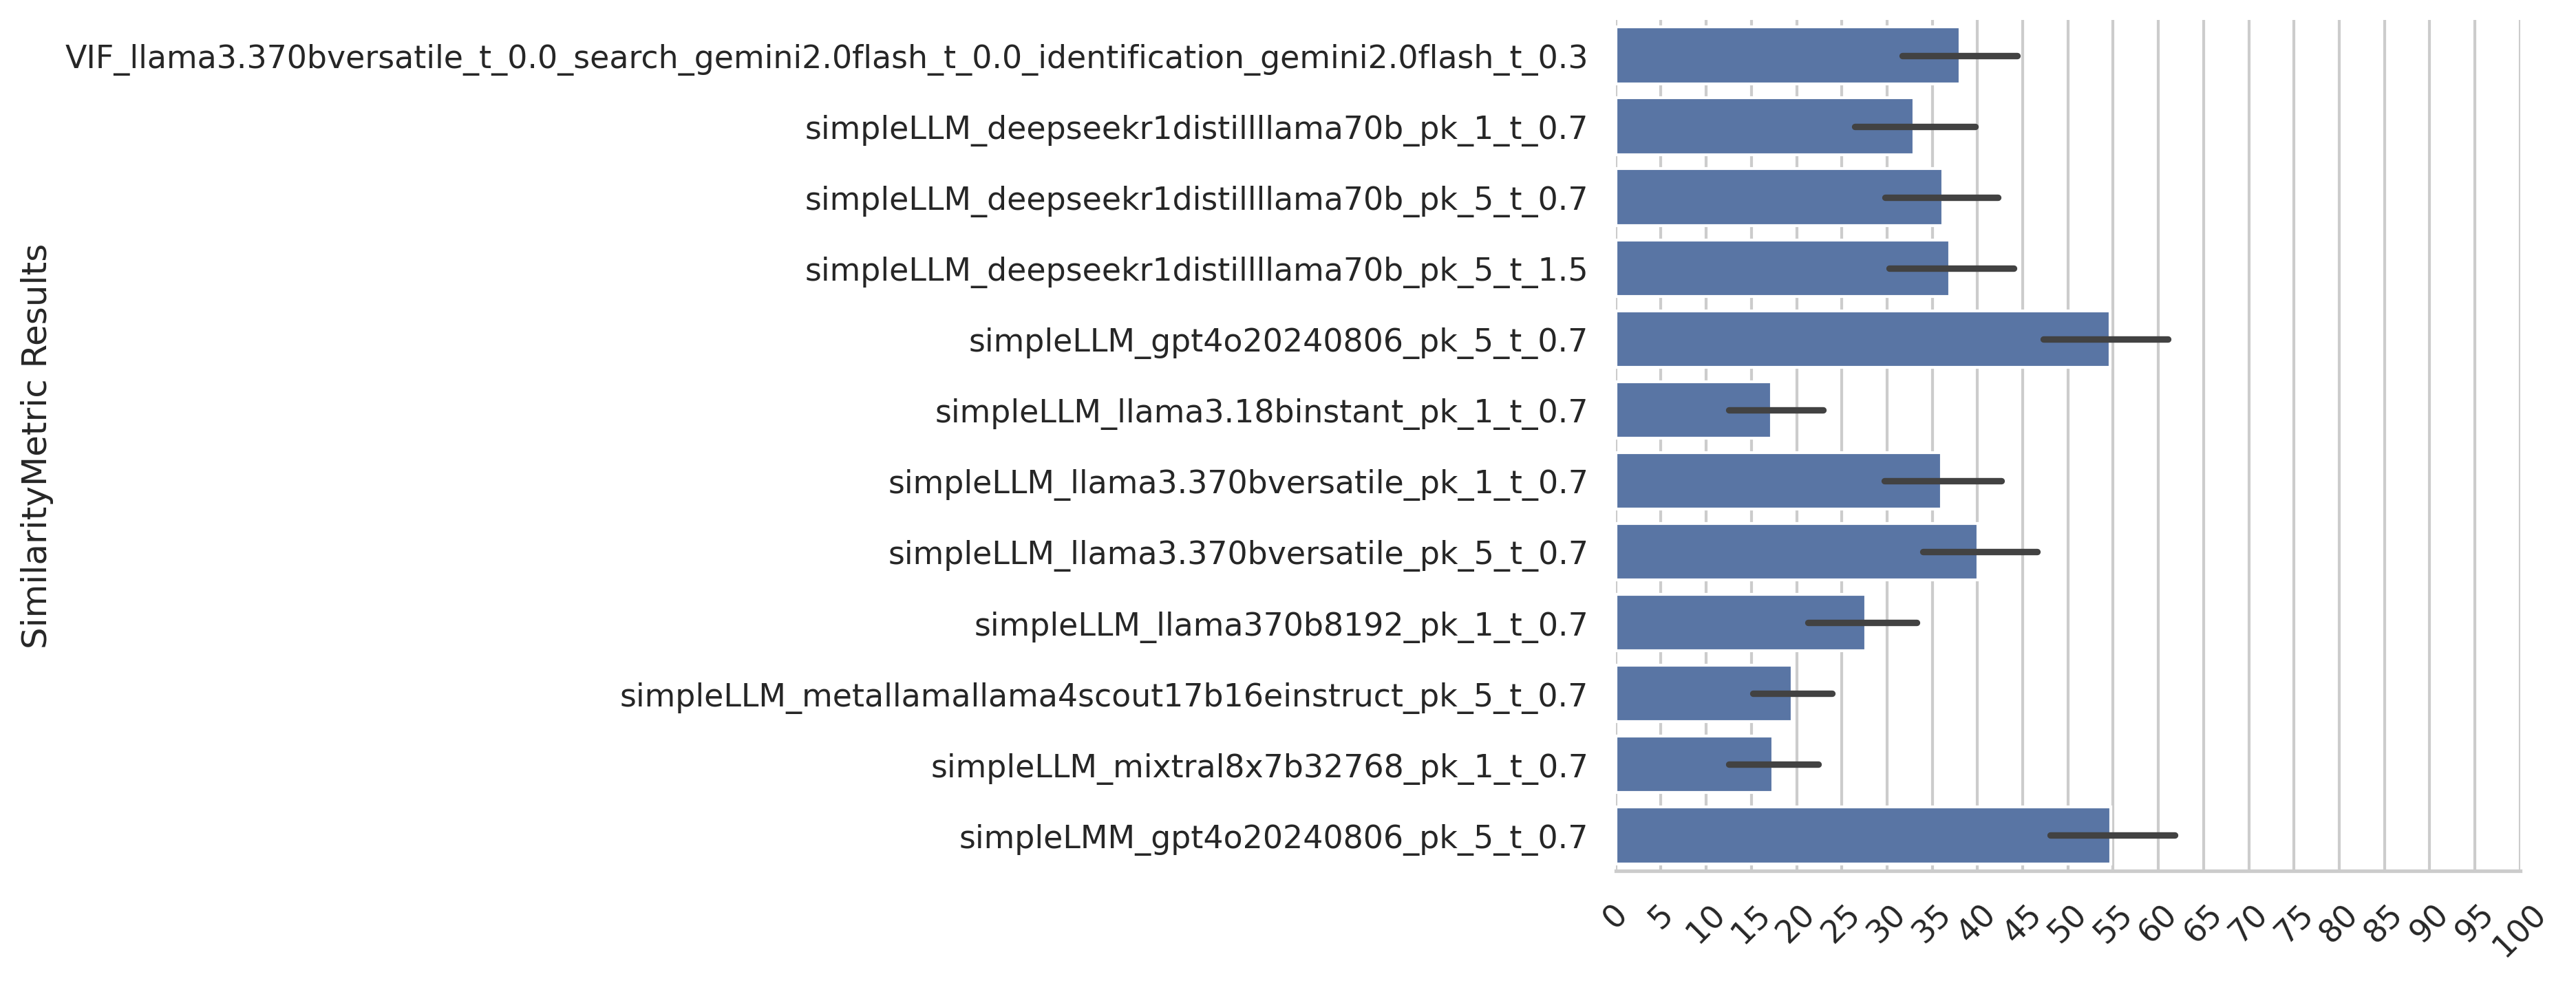 SimilarityMetric Results
VIF_llama3.370bversatile_t_0.0_search_gemini2.0flash_t_0.0_identification_gemini2.0flash_t_0.3
simpleLLM_deepseekr1distillllama70b_pk_1_t_0.7
simpleLLM_deepseekr1distillllama70b_pk_5_t_0.7
simpleLLM_deepseekr1distillllama70b_pk_5_t_1.5
simpleLLM_gpt4o20240806_pk_5_t_0.7
simpleLLM_llama3.18binstant_pk_1_t_0.7
simpleLLM_llama3.370bversatile_pk_1_t_0.7
simpleLLM_llama3.370bversatile_pk_5_t_0.7
simpleLLM_llama370b8192_pk_1_t_0.7
simpleLLM_metallamallama4scout17b16einstruct_pk_5_t_0.7
simpleLLM_mixtral8x7b32768_pk_1_t_0.7
simpleLMM_gpt4o20240806_pk_5_t_0.7
0 5 10 15 20 25 30 35 40 45 50 55 60 65 70 75 80 85 90 95 100